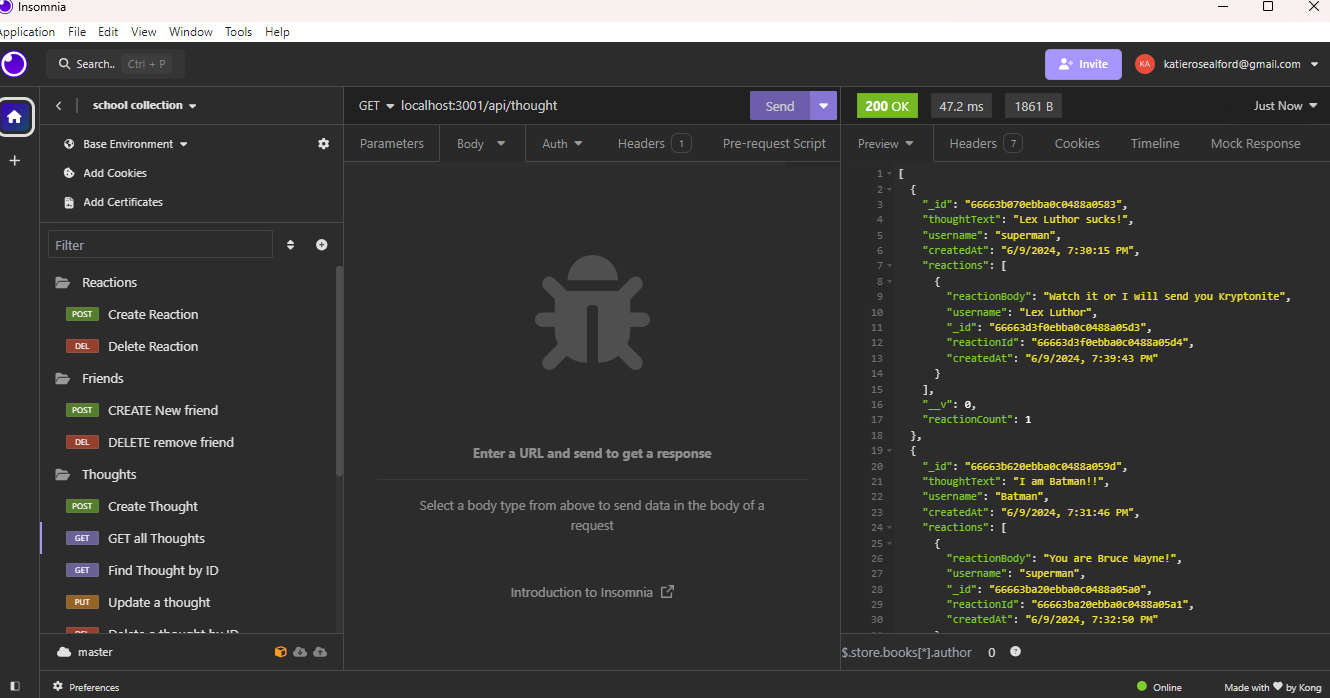 Insomnia
Application File Edit View Window Tools Help
Search.. Ctrl + P
Invite
KA
katierosealford@gmail.com
school collection
Base Environment
Add Cookies
Add Certificates
Filter
Reactions
POST Create Reaction
DEL Delete Reaction
Friends
POST CREATE New friend
DEL DELETE remove friend
Thoughts
POST Create Thought
GET GET all Thoughts
GET Find Thought by ID
PUT Update a thought
DEL Delete a thought by ID
master
GET localhost:3001/api/thought
Send
Parameters Body Auth Headers 1 Pre-request Script
Enter a URL and send to get a response
Select a body type from above to send data in the body of a
request
Introduction to Insomnia
200 OK 47.2 ms 1861 B Just Now
Preview Headers 7 Cookies Timeline Mock Response
1 [
2 {
3 "_id": "66663b070ebba0c0488a0583",
4 "thoughtText": "Lex Luthor sucks!",
5 "username": "superman",
6 "createdAt": "6/9/2024, 7:30:15 PM",
7 "reactions": [
8 {
9 "reactionBody": "Watch it or I will send you Kryptonite",
10 "username": "Lex Luthor",
11 "_id": "66663d3f0ebba0c0488a05d3",
12 "reactionId": "66663d3f0ebba0c0488a05d4",
13 "createdAt": "6/9/2024, 7:39:43 PM"
14 }
15 ],
16 "__v": 0,
17 "reactionCount": 1
18 },
19 {
20 "_id": "66663b620ebba0c0488a059d",
21 "thoughtText": "I am Batman!!",
22 "username": "Batman",
23 "createdAt": "6/9/2024, 7:31:46 PM",
24 "reactions": [
25 {
26 "reactionBody": "You are Bruce Wayne!",
27 "username": "superman",
28 "_id": "66663ba20ebba0c0488a05a0",
29 "reactionId": "66663ba20ebba0c0488a05a1",
30 "createdAt": "6/9/2024, 7:32:50 PM"
$.store.books[*].author 0
Preferences
Online
Made with ♥ by Kong